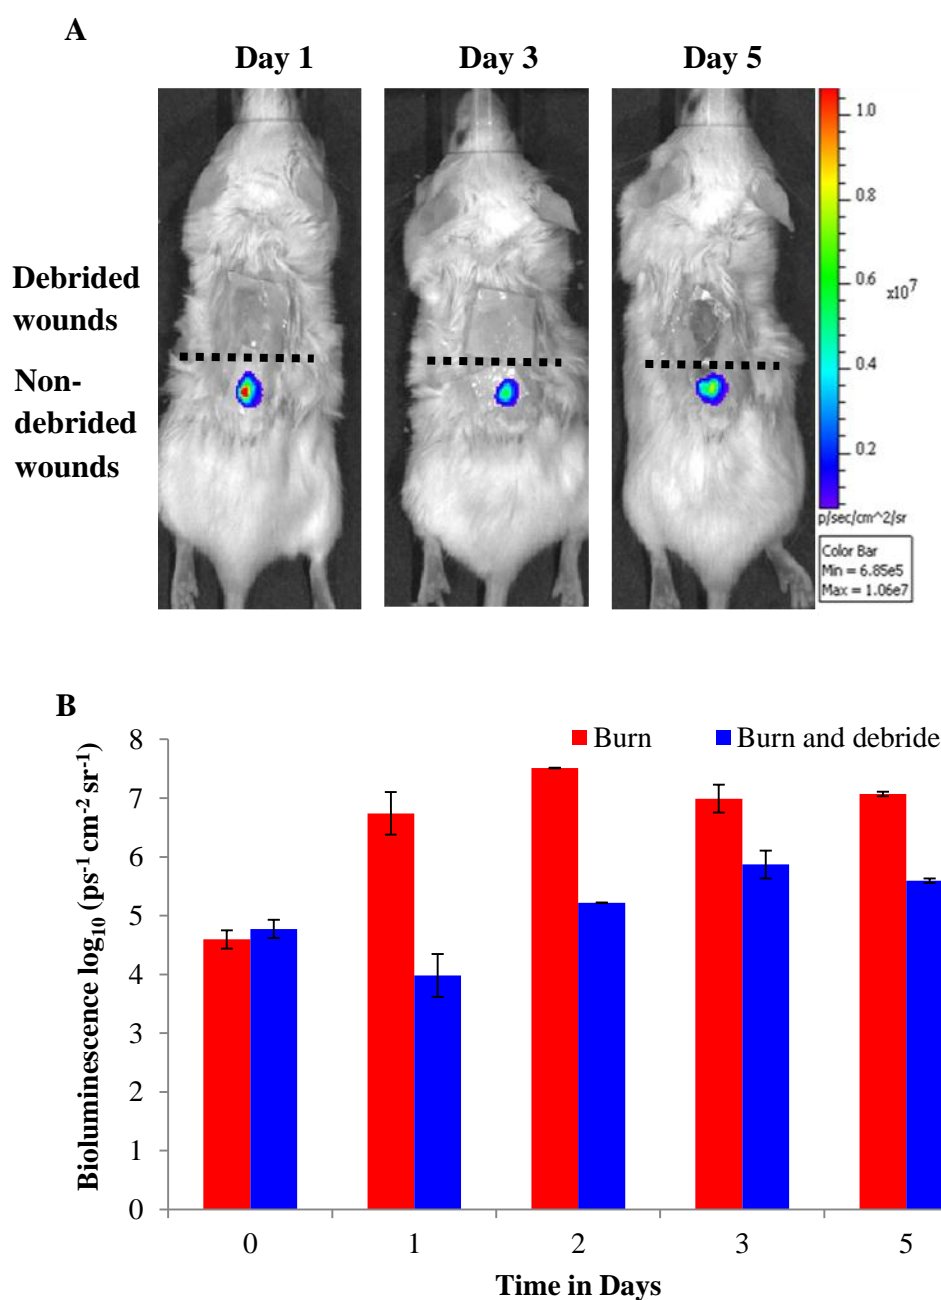 A
Day 1
Day 3
Day 5
Debrided
wounds
Non-
debrided
wounds
1.0
0.8
0.6
x10^7
0.4
0.2
p/sec/cm^2/sr
Color Bar
Min = 6.85e5
Max = 1.06e7
B
Burn
Burn and debride
Bioluminescence log10 (ps-1 cm-2 sr-1)
8
7
6
5
4
3
2
1
0
0
1
2
3
5
Time in Days